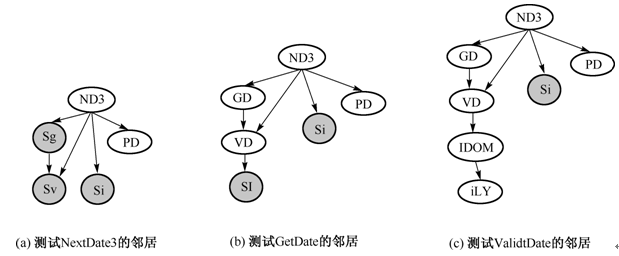 ND3
Sg
PD
Sv
Si
(a) 测试NextDate3的邻居
ND3
GD
PD
Si
VD
SI
(b) 测试GetDate的邻居
ND3
GD
PD
Si
VD
IDOM
iLY
(c) 测试ValidtDate的邻居